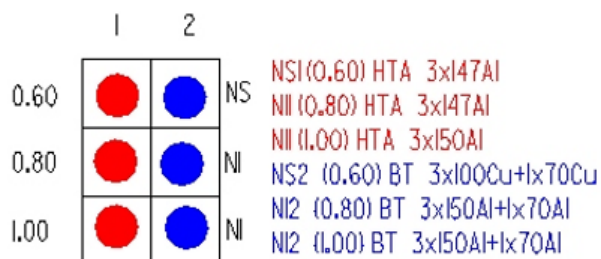 1 2
0.60 NS
0.80 NI
1.00 NI
NS1 (0.60) HTA 3x147Al
NI1 (0.80) HTA 3x147Al
NI1 (1.00) HTA 3x150Al
NS2 (0.60) BT 3x100Cu+1x70Cu
NI2 (0.80) BT 3x150Al+1x70Al
NI2 (1.00) BT 3x150Al+1x70Al